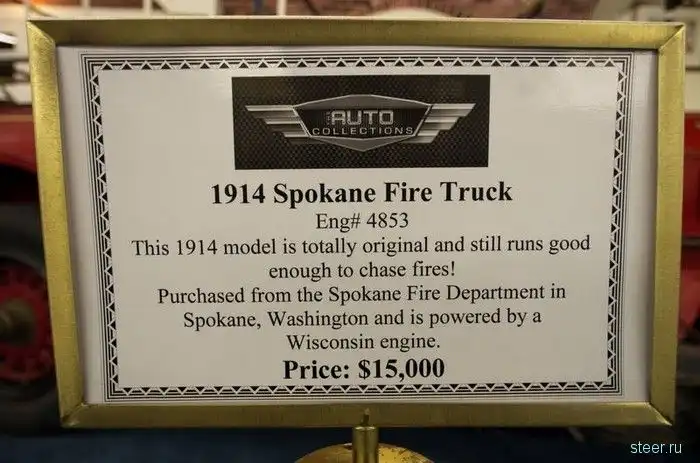 THE AUTO
COLLECTIONS
1914 Spokane Fire Truck
Eng# 4853
This 1914 model is totally original and still runs good
enough to chase fires!
Purchased from the Spokane Fire Department in
Spokane, Washington and is powered by a
Wisconsin engine.
Price: $15,000
steer.ru